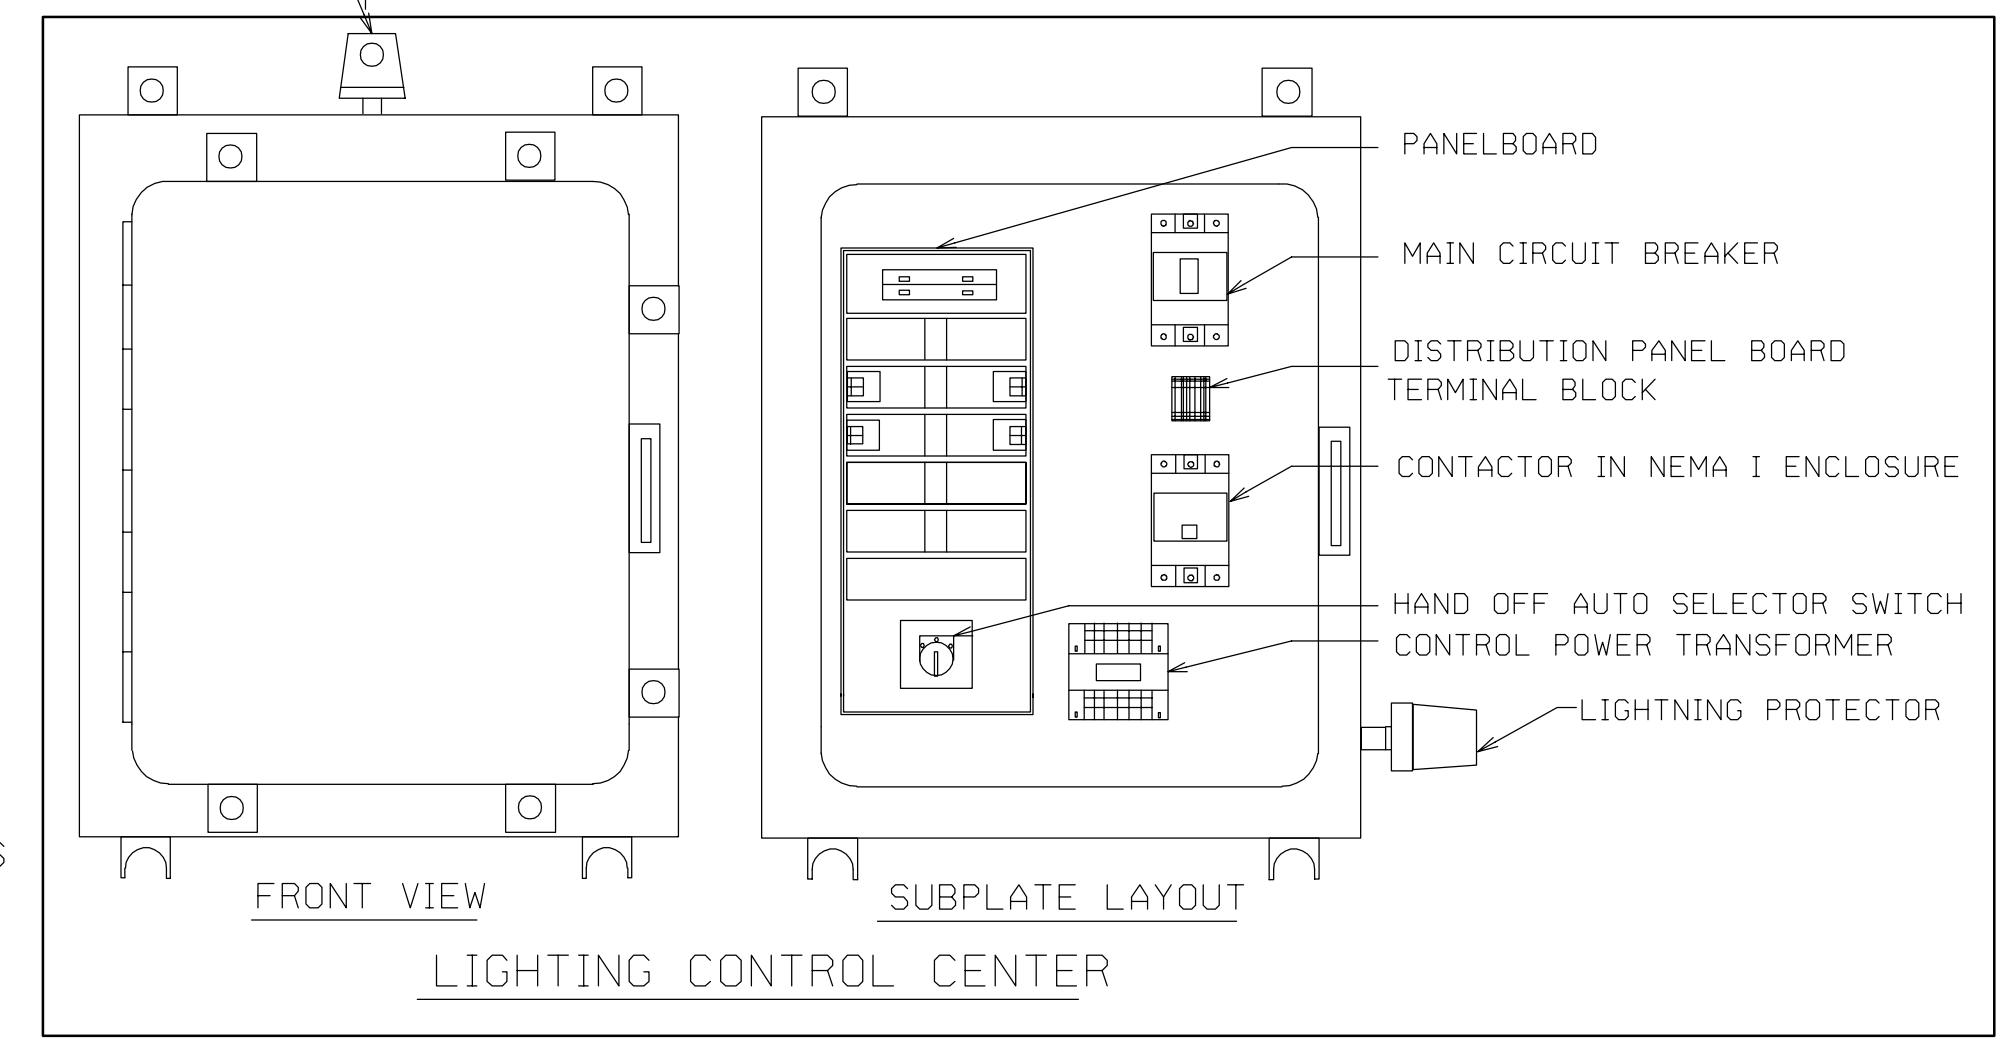 PANELBOARD
MAIN CIRCUIT BREAKER
DISTRIBUTION PANEL BOARD
TERMINAL BLOCK
CONTACTOR IN NEMA I ENCLOSURE
HAND OFF AUTO SELECTOR SWITCH
CONTROL POWER TRANSFORMER
LIGHTNING PROTECTOR
FRONT VIEW
SUBPLATE LAYOUT
LIGHTING CONTROL CENTER